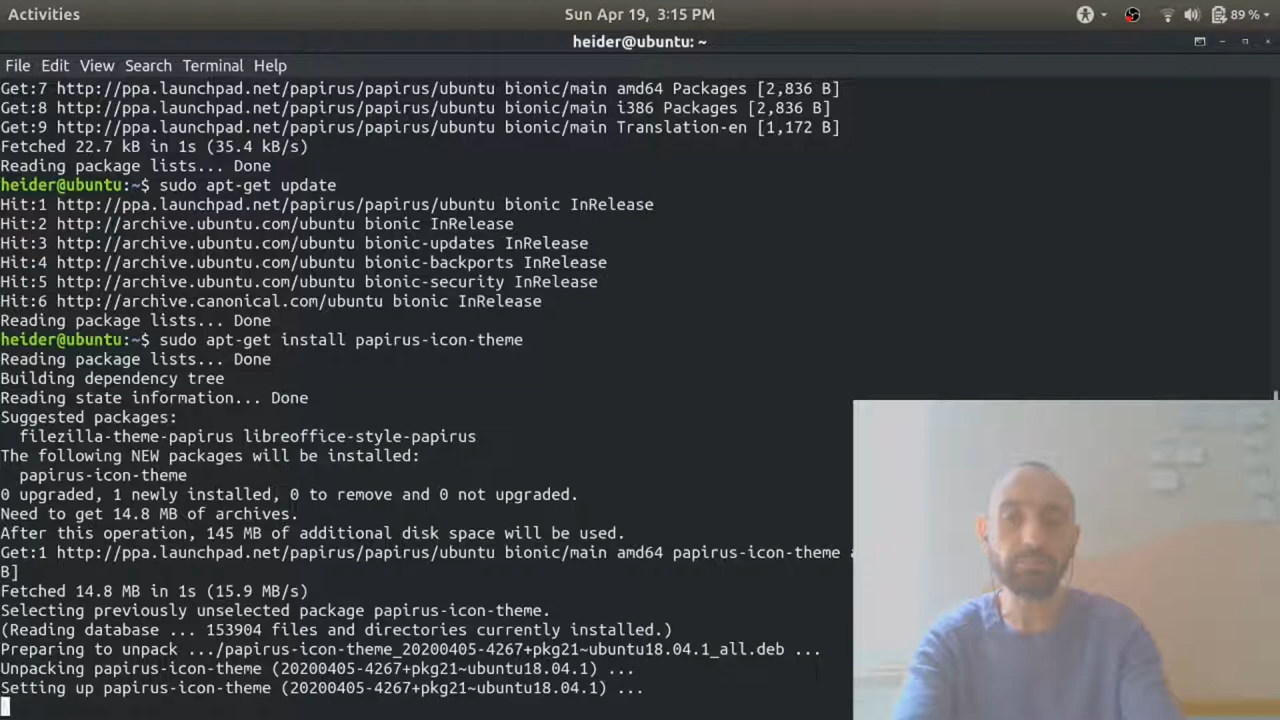 Activities
Sun Apr 19, 3:15 PM
89 %
heider@ubuntu: ~
File Edit View Search Terminal Help
Get:7 http://ppa.launchpad.net/papirus/papirus/ubuntu bionic/main amd64 Packages [2,836 B]
Get:8 http://ppa.launchpad.net/papirus/papirus/ubuntu bionic/main i386 Packages [2,836 B]
Get:9 http://ppa.launchpad.net/papirus/papirus/ubuntu bionic/main Translation-en [1,172 B]
Fetched 22.7 kB in 1s (35.4 kB/s)
Reading package lists... Done
heider@ubuntu:~$ sudo apt-get update
Hit:1 http://ppa.launchpad.net/papirus/papirus/ubuntu bionic InRelease
Hit:2 http://archive.ubuntu.com/ubuntu bionic InRelease
Hit:3 http://archive.ubuntu.com/ubuntu bionic-updates InRelease
Hit:4 http://archive.ubuntu.com/ubuntu bionic-backports InRelease
Hit:5 http://archive.ubuntu.com/ubuntu bionic-security InRelease
Hit:6 http://archive.canonical.com/ubuntu bionic InRelease
Reading package lists... Done
heider@ubuntu:~$ sudo apt-get install papirus-icon-theme
Reading package lists... Done
Building dependency tree
Reading state information... Done
Suggested packages:
filezilla-theme-papirus libreoffice-style-papirus
The following NEW packages will be installed:
papirus-icon-theme
0 upgraded, 1 newly installed, 0 to remove and 0 not upgraded.
Need to get 14.8 MB of archives.
After this operation, 145 MB of additional disk space will be used.
Get:1 http://ppa.launchpad.net/papirus/papirus/ubuntu bionic/main amd64 papirus-icon-theme
B]
Fetched 14.8 MB in 1s (15.9 MB/s)
Selecting previously unselected package papirus-icon-theme.
(Reading database ... 153904 files and directories currently installed.)
Preparing to unpack .../papirus-icon-theme_20200405-4267+pkg21~ubuntu18.04.1_all.deb ...
Unpacking papirus-icon-theme (20200405-4267+pkg21~ubuntu18.04.1) ...
Setting up papirus-icon-theme (20200405-4267+pkg21~ubuntu18.04.1) ...